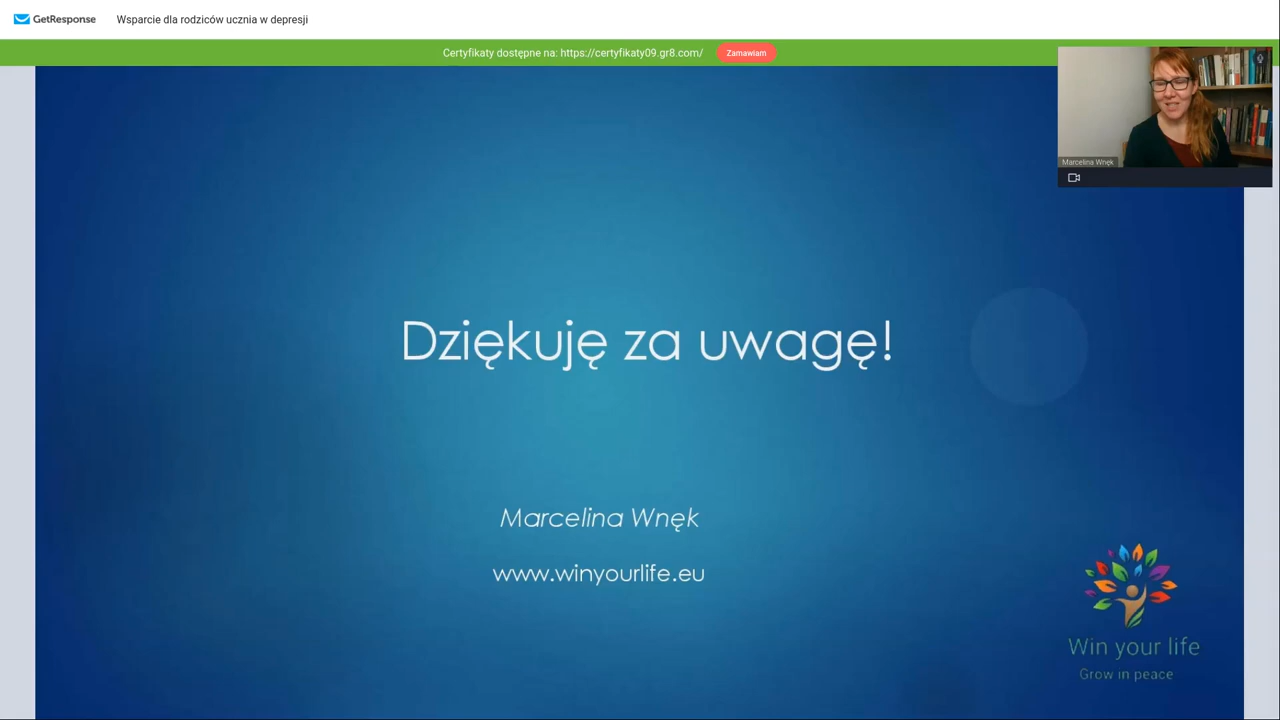 GetResponse
Wsparcie dla rodziców ucznia w depresji
Certyfikaty dostępne na: https://certyfikaty09.gr8.com/
Zamawiam
Marcelina Wnęk
Dziękuję za uwagę!
Marcelina Wnęk
www.winyourlife.eu
Win your life
Grow in peace